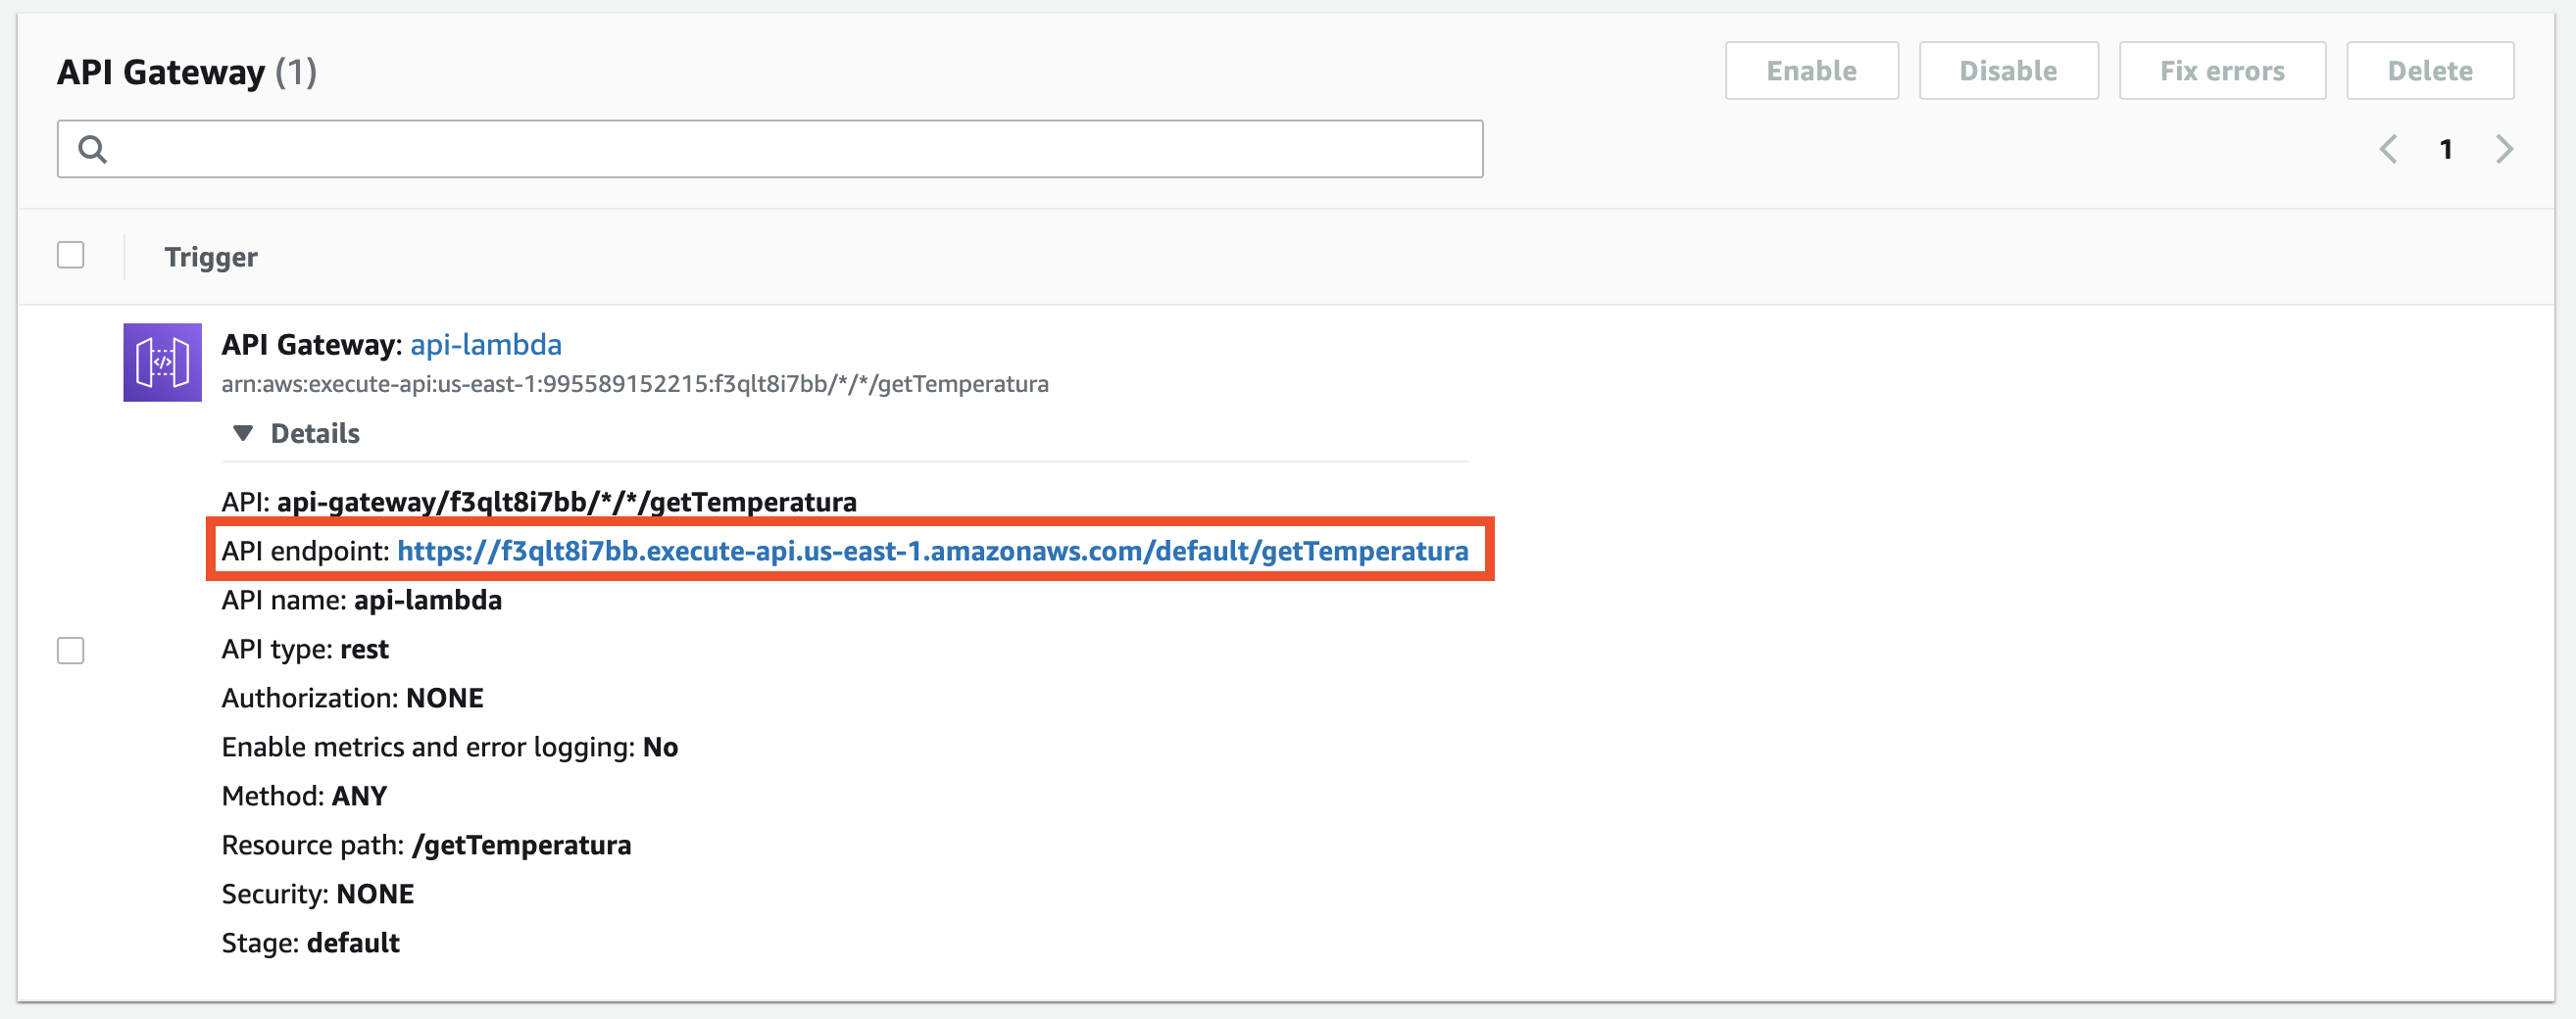 API Gateway (1)
Enable
Disable
Fix errors
Delete
1
Trigger
API Gateway: api-lambda
arn:aws:execute-api:us-east-1:995589152215:f3qlt8i7bb/*/*/getTemperatura
Details
API: api-gateway/f3qlt8i7bb/*/*/getTemperatura
API endpoint: https://f3qlt8i7bb.execute-api.us-east-1.amazonaws.com/default/getTemperatura
API name: api-lambda
API type: rest
Authorization: NONE
Enable metrics and error logging: No
Method: ANY
Resource path: /getTemperatura
Security: NONE
Stage: default